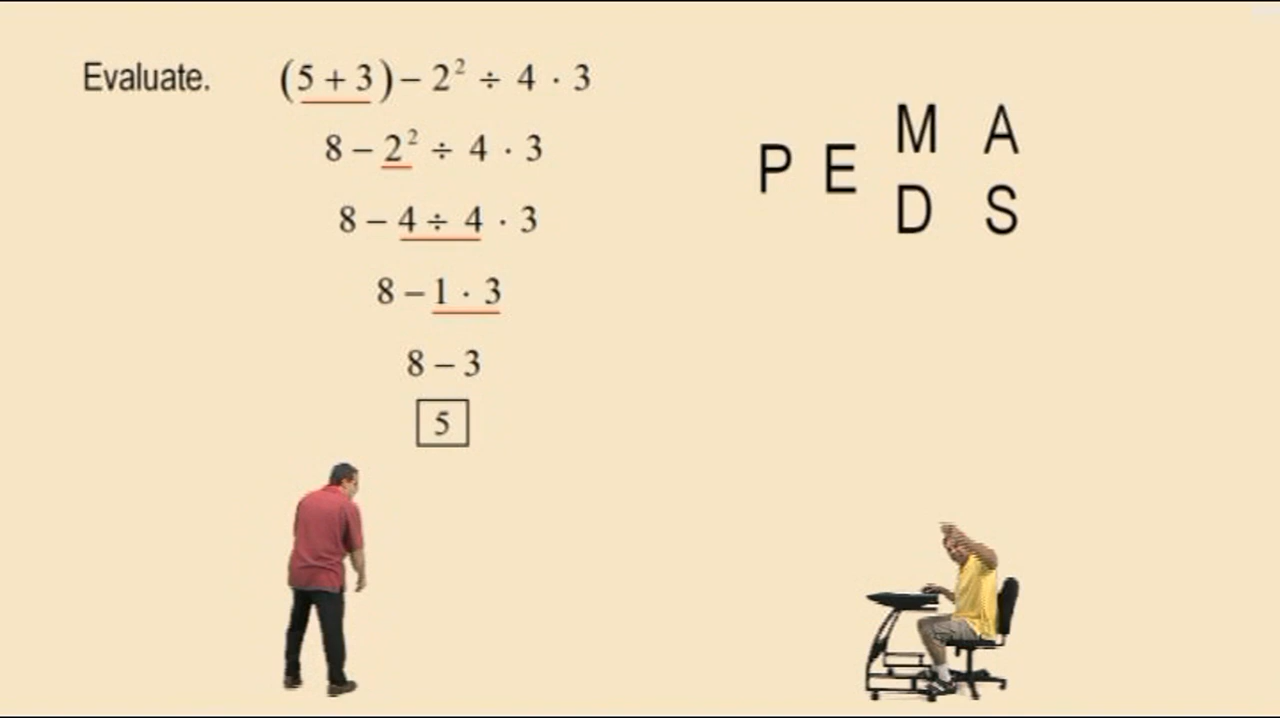 Evaluate. (5 + 3) − 2² ÷ 4 · 3
8 − 2² ÷ 4 · 3
8 − 4 ÷ 4 · 3
8 − 1 · 3
8 − 3
5
P E M A
D S